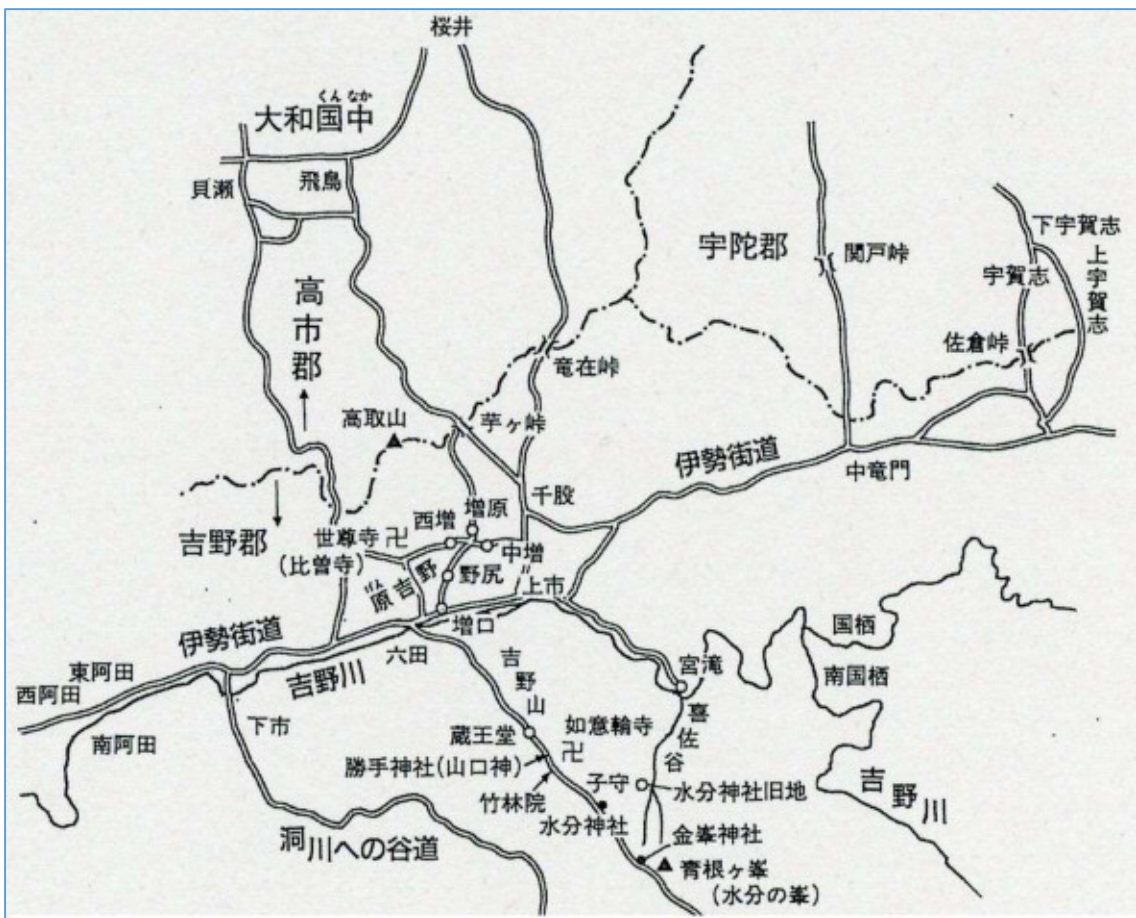 桜井
くんなか
大和国中
貝瀬
飛鳥
宇陀郡
関戸峠
下宇賀志
上宇賀志
宇賀志
佐倉峠
高市郡
竜在峠
高取山
芋ヶ峠
伊勢街道
中竜門
千股
吉野郡
世尊寺
(比曽寺)
西増
増原
中増
野尻
げん
原吉野
上市
増口
伊勢街道
六田
吉野川
東阿田
西阿田
南阿田
下市
吉野山
宮滝
国栖
南国栖
喜佐谷
蔵王堂
如意輪寺
勝手神社(山口神)
竹林院
子守
水分神社旧地
水分神社
吉野川
洞川への谷道
金峯神社
青根ヶ峯
(水分の峯)